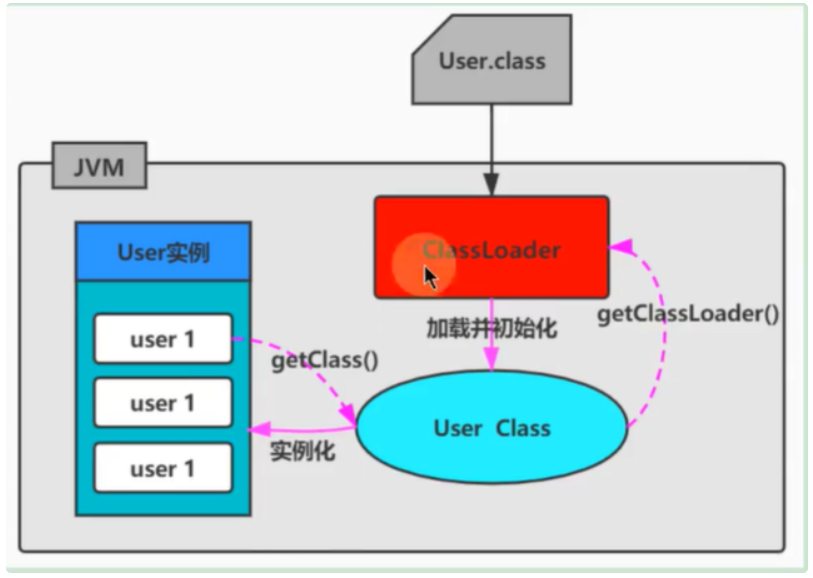 User.class
JVM
User实例
ClassLoader
加载并初始化
getClassLoader()
user 1
getClass()
user 1
User Class
实例化
user 1